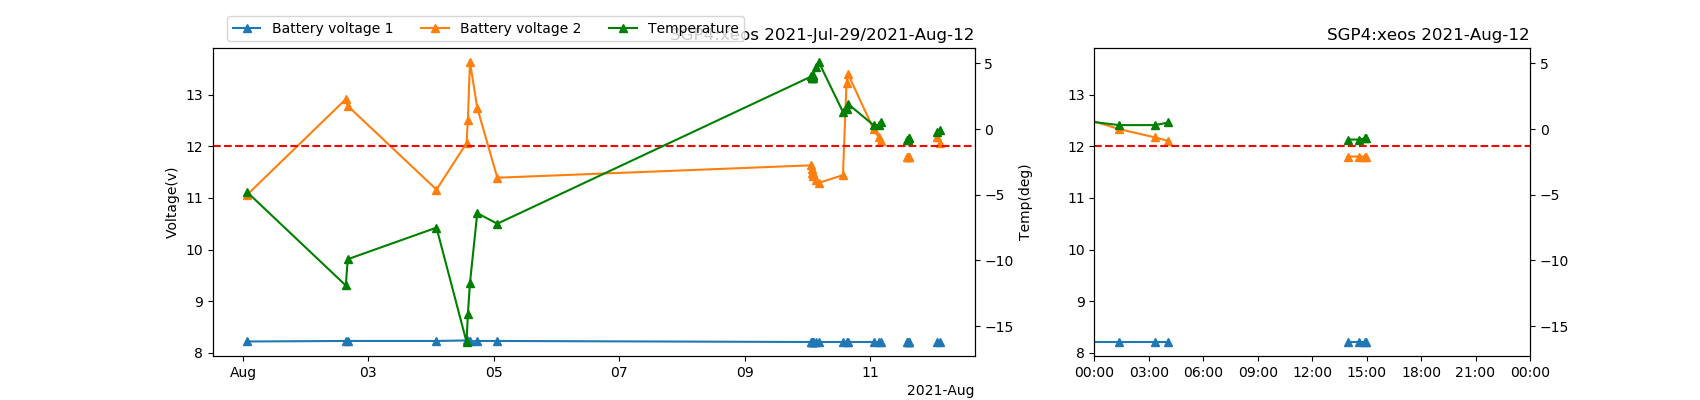 Battery voltage 1 Battery voltage 2 Temperature
SGP4:xeos 2021-Jul-29/2021-Aug-12
SGP4:xeos 2021-Aug-12
Voltage(v)
13
12
11
10
9
8
5
0
−5
−10
−15
Temp(deg)
Aug 03 05 07 09 11
2021-Aug
13
12
11
10
9
8
5
0
−5
−10
−15
00:00 03:00 06:00 09:00 12:00 15:00 18:00 21:00 00:00